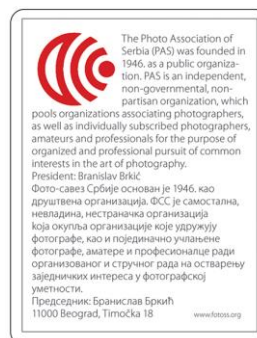 The Photo Association of
Serbia (PAS) was founded in
1946. as a public organiza-
tion. PAS is an independent,
non-governmental, non-
partisan organization, which
pools organizations associating photographers,
as well as individually subscribed photographers,
amateurs and professionals for the purpose of
organized and professional pursuit of common
interests in the art of photography.
President: Branislav Brkić
Фото-савез Србије основан је 1946. као
друштвена организација. ФСС је самостална,
невладина, нестраначка организација
која окупља организације које удружују
фотографе, као и појединачно учлањене
фотографе, аматере и професионалце ради
организованог и стручног рада на остварењу
заједничких интереса у фотографској
уметности.
Председник: Бранислав Бркић
11000 Beograd, Timočka 18 www.fotoss.org